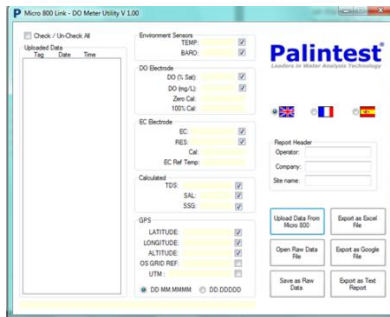 Micro 800 Link - DO Meter Utility V 1.00
Check / Un-Check All
Uploaded Data
Tag Date Time
Environment Sensors
TEMP:
BARO:
DO Electrode
DO (% Sat):
DO (mg/L):
Zero Cal:
100% Cal:
EC Electrode
EC:
RES:
Cal:
EC Ref Temp:
Calculated
TDS:
SAL:
SSG:
GPS
LATITUDE:
LONGITUDE:
ALTITUDE:
OS GRID REF:
UTM :
DD MM.MMMM DD.DDDDD
Palintest®
Leaders in Water Analysis Technology
Report Header
Operator:
Company:
Site name:
Upload Data from Micro 800
Export as Excel File
Open Raw Data File
Export as Google File
Save as Raw Data
Export as Text Report